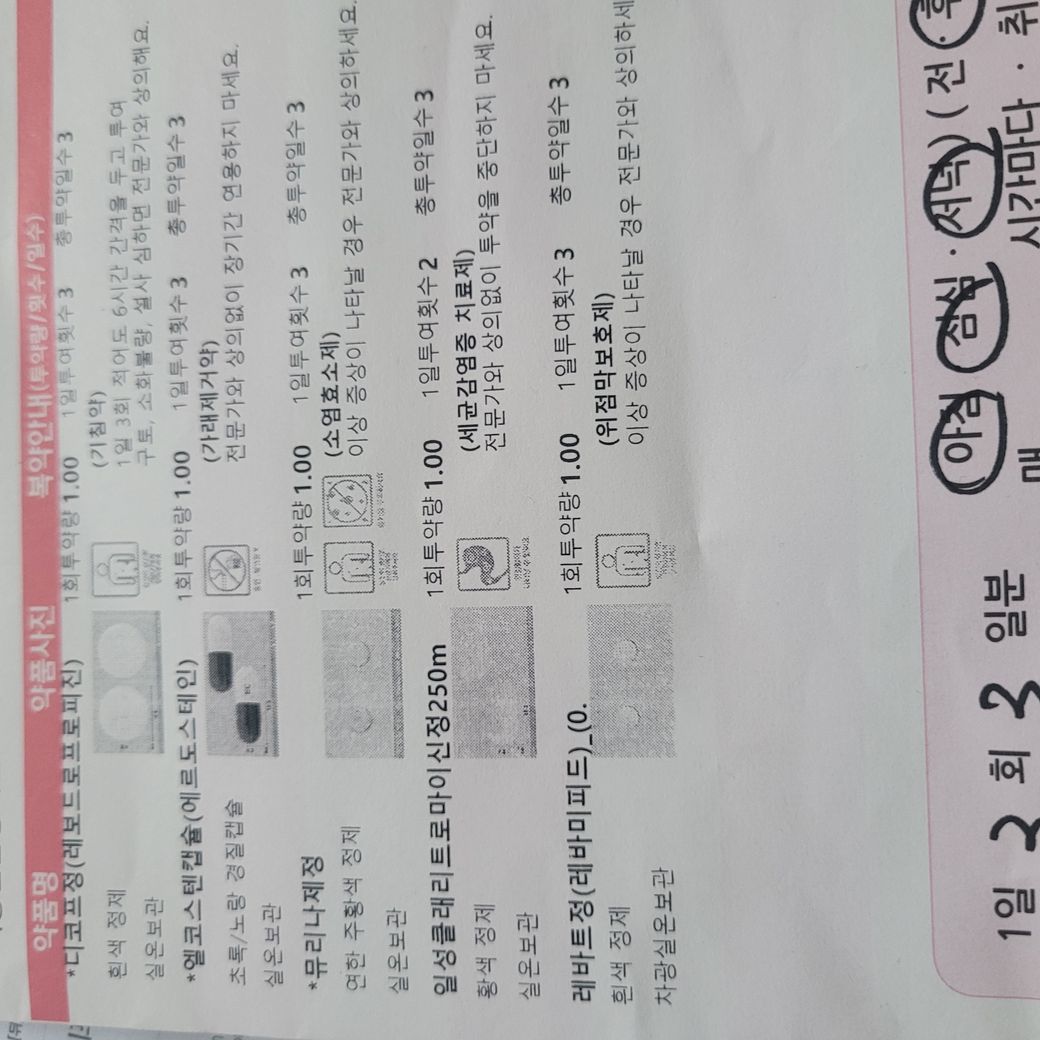 약품명 약품사진 복약안내(투약량/횟수/일수)
*디코프정(레보드로프로피진) 1회투약량 1.00 1일투여횟수 3 총투약일수 3
흰색 정제
실온보관
(기침약)
1일 3회 적어도 6시간 간격을 두고 투여
구토, 소화불량, 설사 심하면 전문가와 상의해요.
*엘코스텐캡슐(에르도스테인) 1회투약량 1.00 1일투여횟수 3 총투약일수 3
초록/노랑 경질캡슐
실온보관
(가래제거약)
전문가와 상의없이 장기간 연용하지 마세요.
*뮤리나제정 1회투약량 1.00 1일투여횟수 3 총투약일수 3
연한 주황색 정제
실온보관
(소염효소제)
이상 증상이 나타날 경우 전문가와 상의하세요.
일성클래리트로마이신정250m 1회투약량 1.00 1일투여횟수 2 총투약일수 3
황색 정제
실온보관
(세균감염증 치료제)
전문가와 상의없이 투약을 중단하지 마세요.
레바트정(레바미피드)_(0. 1회투약량 1.00 1일투여횟수 3 총투약일수 3
흰색 정제
차광실온보관
(위점막보호제)
이상 증상이 나타날 경우 전문가와 상의하세
1일 3 회 3 일분 (아침 · 점심 · 저녁) ( 전 · 후
매 시간마다 · 취